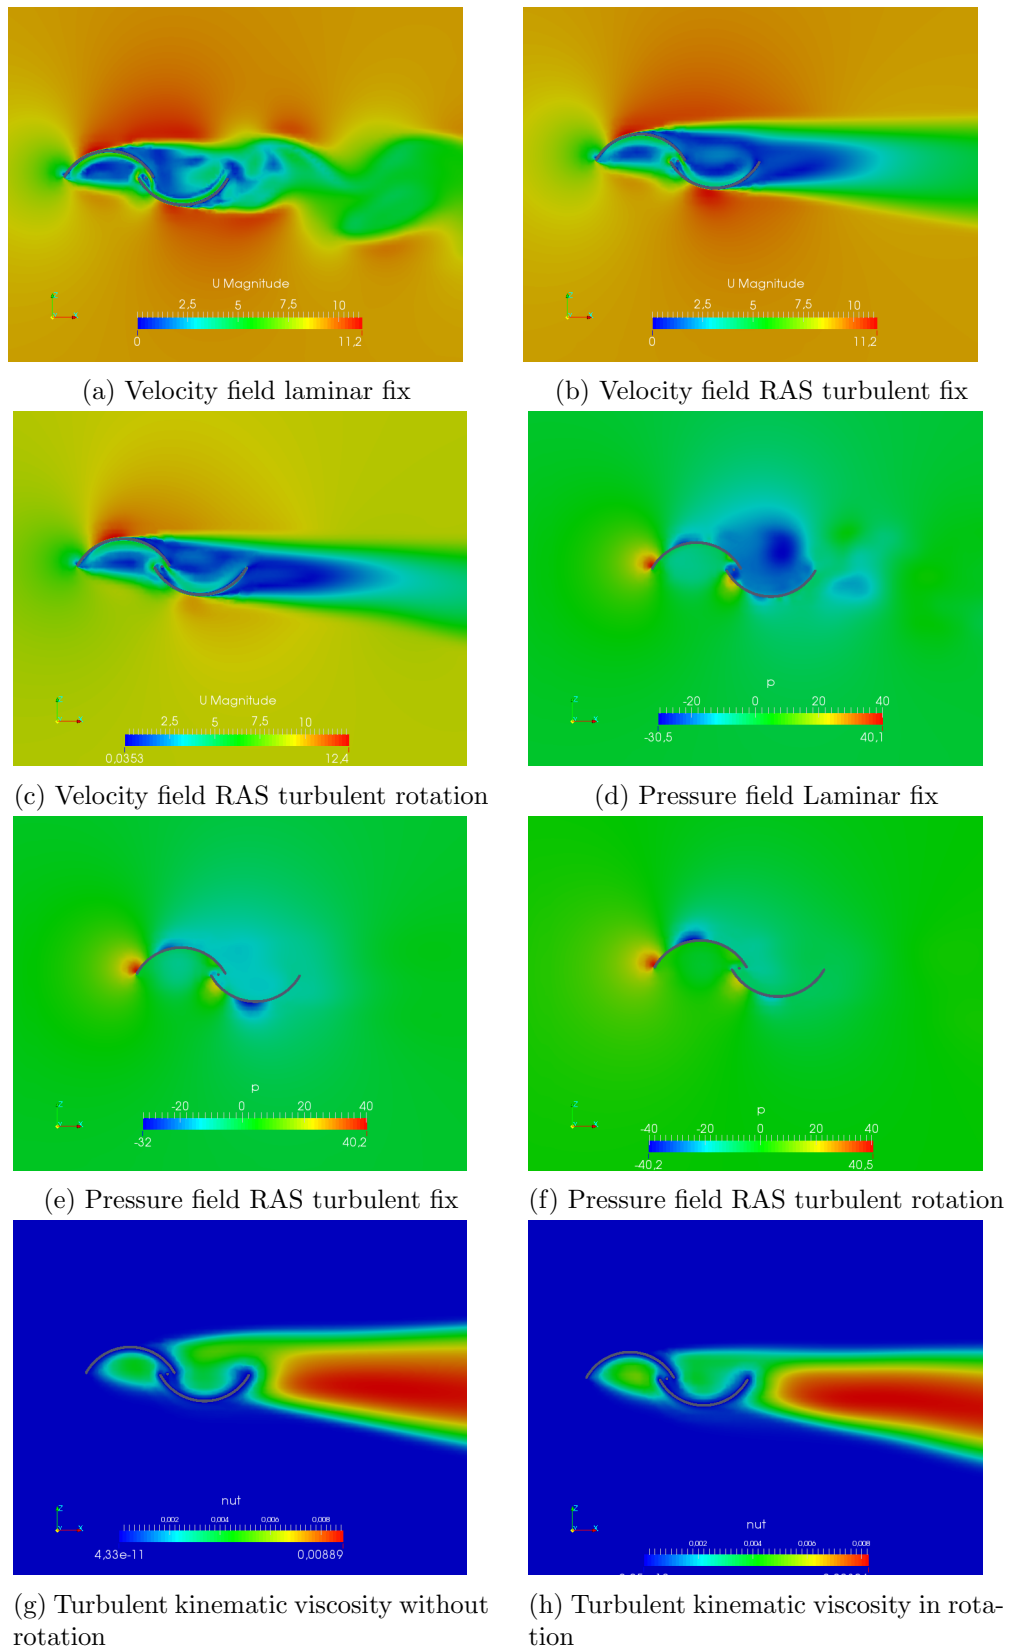 U Magnitude
2,5 5 7,5 10
0 11,2
U Magnitude
2,5 5 7,5 10
0 11,2
(a) Velocity field laminar fix
(b) Velocity field RAS turbulent fix
U Magnitude
2,5 5 7,5 10
0,0353 12,4
p
-20 0 20 40
-30,5 40,1
(c) Velocity field RAS turbulent rotation
(d) Pressure field Laminar fix
Z
p
-20 0 20 40
-32 40,2
Z
p
-40 -20 0 20 40
-40,2 40,5
(e) Pressure field RAS turbulent fix
(f) Pressure field RAS turbulent rotation
Z
X
nut
0,002 0,004 0,006 0,008
4,33e-11 0,00889
Z
X
nut
0,002 0,004 0,006 0,008
(g) Turbulent kinematic viscosity without
rotation
(h) Turbulent kinematic viscosity in rota-
tion